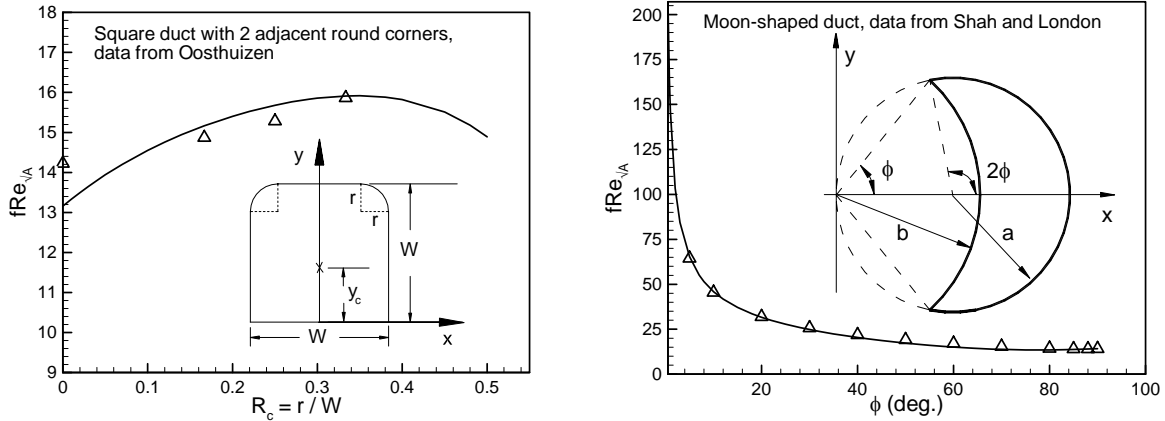 Square duct with 2 adjacent round corners,
data from Oosthuizen
fRe√A
18
17
16
15
14
13
12
11
10
9
0
0.1
0.2
0.3
0.4
0.5
R_c = r / W
y
r
r
W
y_c
W
x
Moon-shaped duct, data from Shah and London
fRe√A
200
175
150
125
100
75
50
25
0
20
40
60
80
100
ϕ (deg.)
y
ϕ
2ϕ
x
b
a